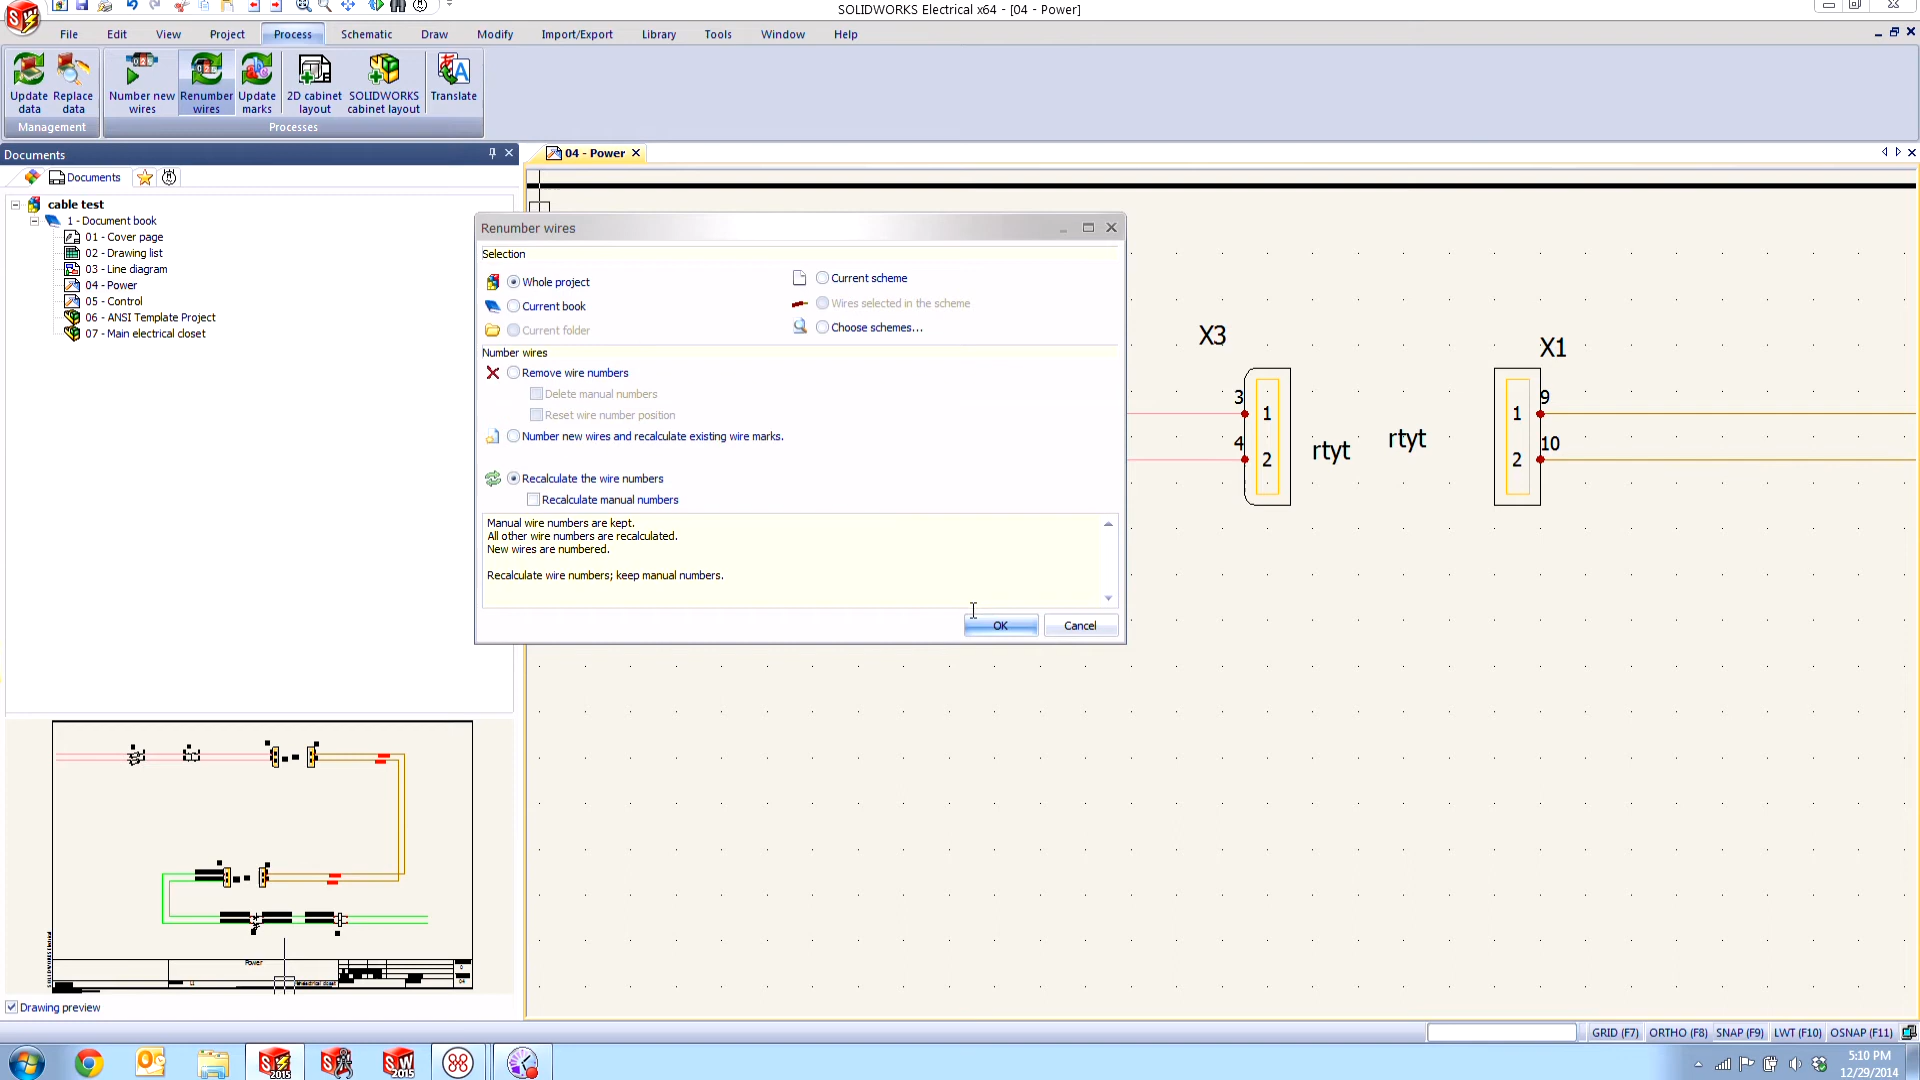 SOLIDWORKS Electrical x64 - [04 - Power]
File Edit View Project Process Schematic Draw Modify Import/Export Library Tools Window Help
Update data
Replace data
Number new wires
Renumber wires
Update marks
2D cabinet layout
SOLIDWORKS cabinet layout
Translate
Management
Processes
Documents
04 - Power
Documents
cable test
1 - Document book
01 - Cover page
02 - Drawing list
03 - Line diagram
04 - Power
05 - Control
06 - ANSI Template Project
07 - Main electrical closet
Renumber wires
Selection
Whole project
Current scheme
Current book
Wires selected in the scheme
Current folder
Choose schemes...
Number wires
Remove wire numbers
Delete manual numbers
Reset wire number position
Number new wires and recalculate existing wire marks.
Recalculate the wire numbers
Recalculate manual numbers
Manual wire numbers are kept.
All other wire numbers are recalculated.
New wires are numbered.
Recalculate wire numbers; keep manual numbers.
OK
Cancel
X3
X1
3
1
4
2
rtyt
rtyt
1
9
2
10
Power
04
Drawing preview
GRID (F7) ORTHO (F8) SNAP (F9) LWT (F10) OSNAP (F11)
2015
2015
5:10 PM
12/29/2014